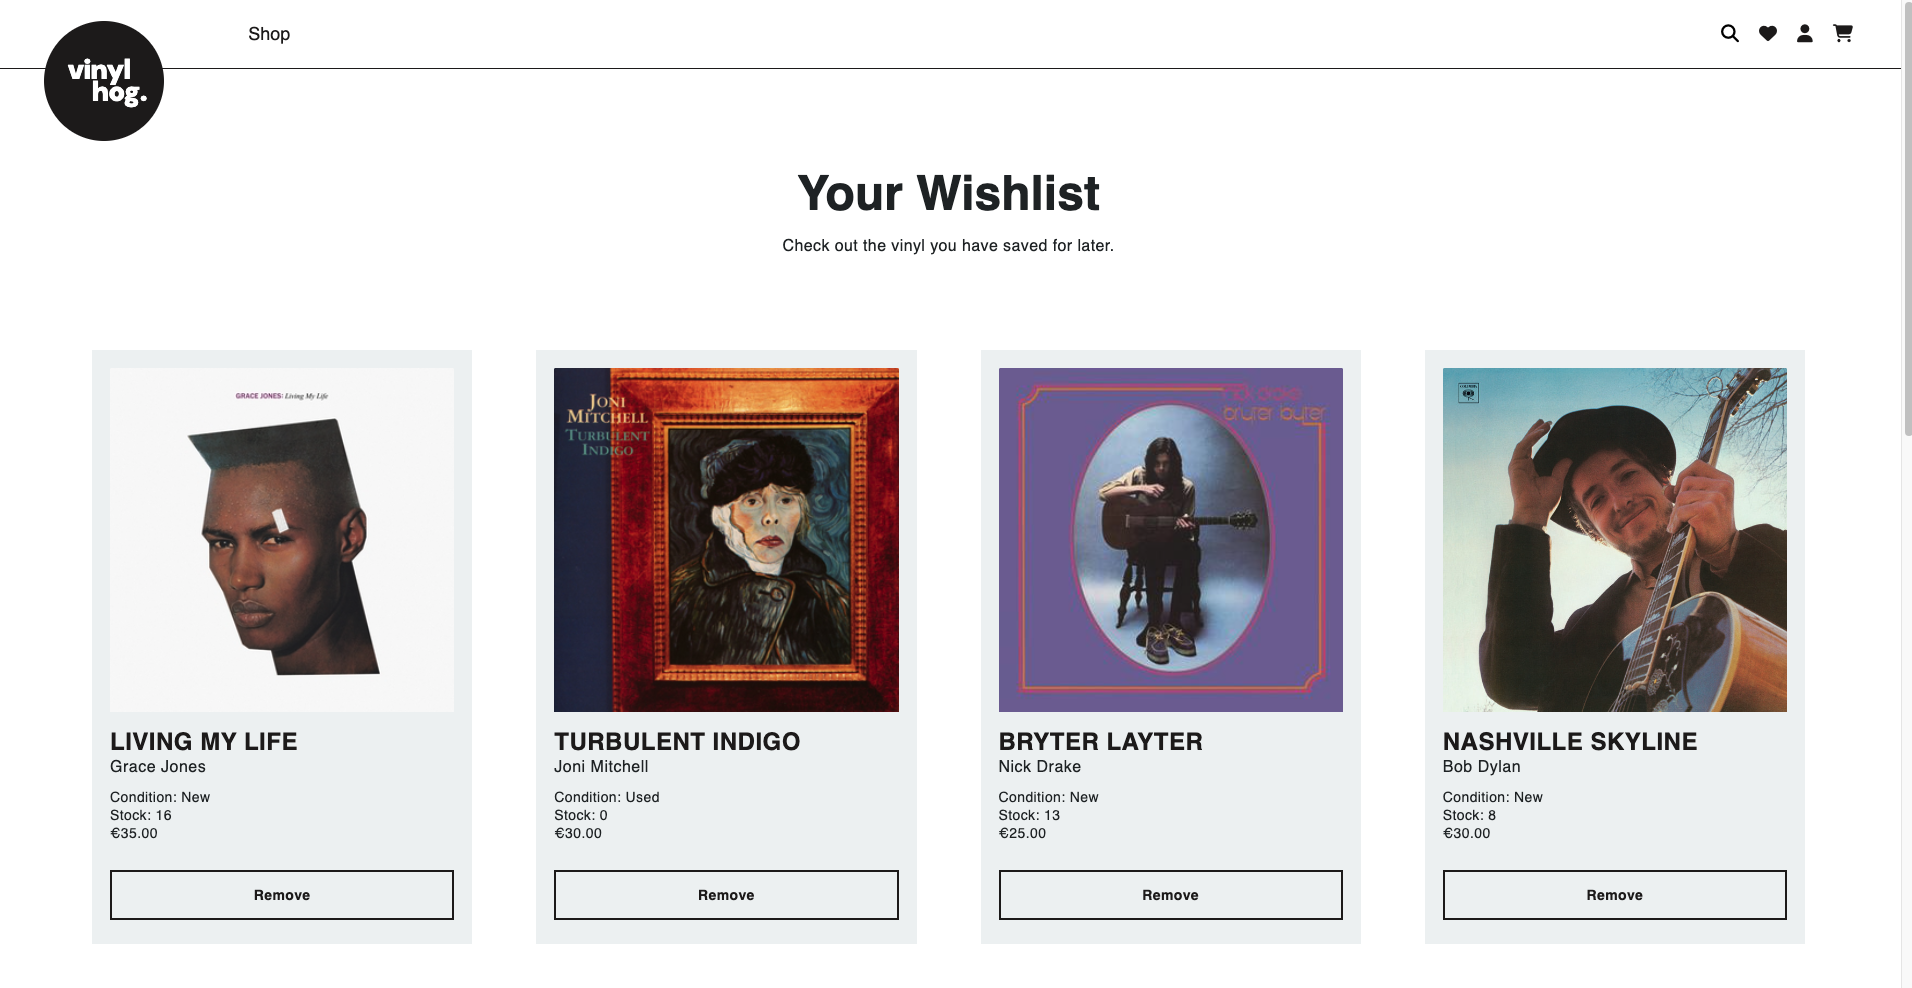 Shop
vinyl
hog.
Your Wishlist
Check out the vinyl you have saved for later.
GRACE JONES: Living My Life
LIVING MY LIFE
Grace Jones
Condition: New
Stock: 16
€35.00
Remove
JONI
MITCHELL
TURBULENT
INDIGO
TURBULENT INDIGO
Joni Mitchell
Condition: Used
Stock: 0
€30.00
Remove
nick drake
bryter layter
BRYTER LAYTER
Nick Drake
Condition: New
Stock: 13
€25.00
Remove
COLUMBIA
NASHVILLE SKYLINE
Bob Dylan
Condition: New
Stock: 8
€30.00
Remove